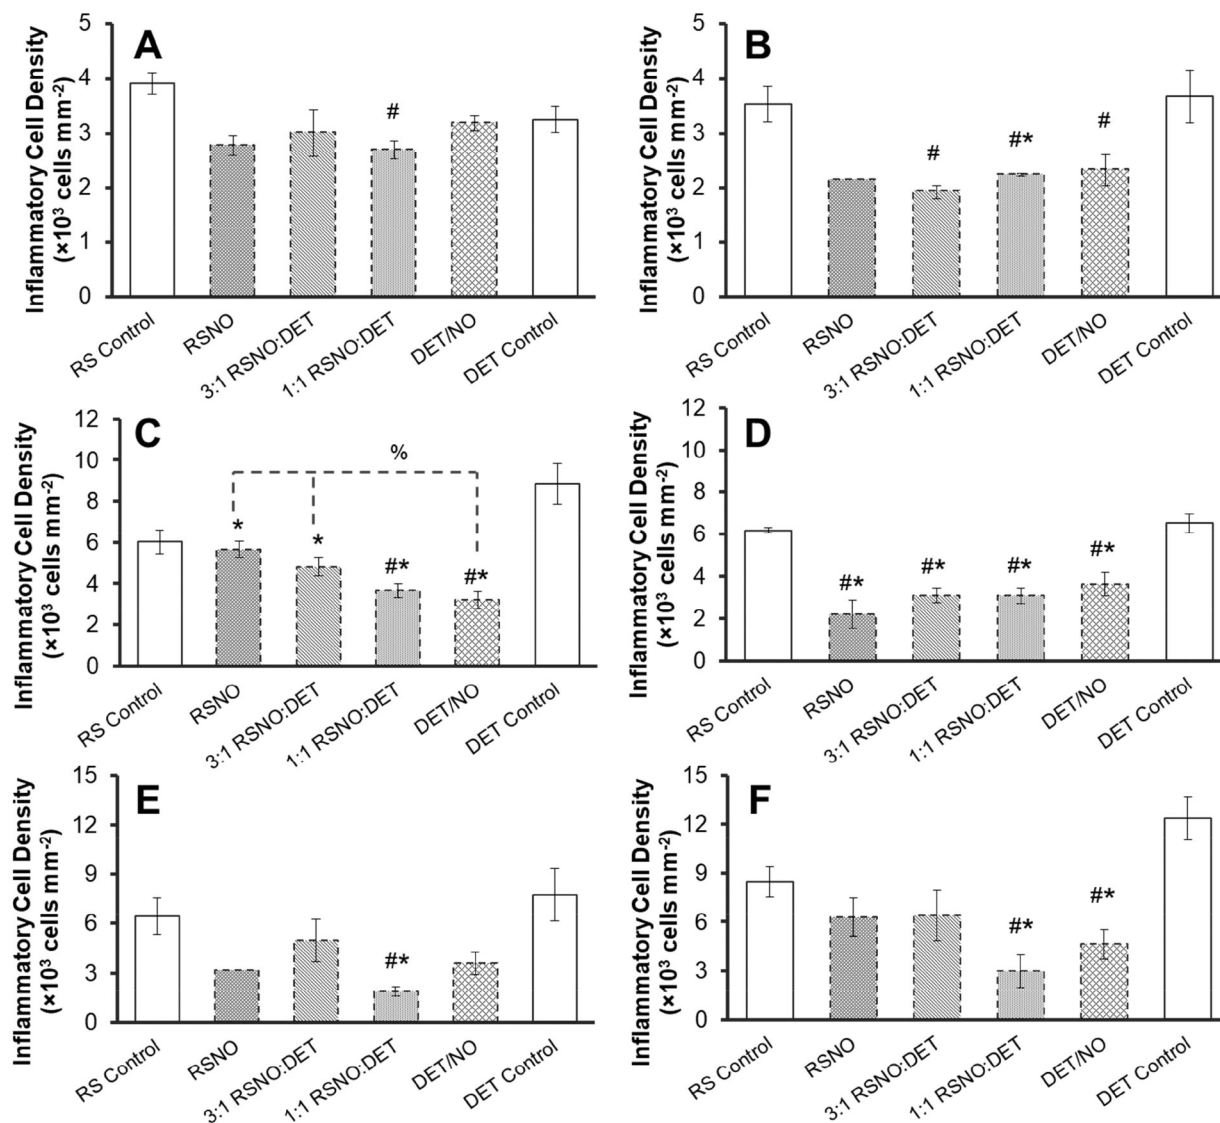 A
Inflammatory Cell Density
(×10³ cells mm⁻²)
5
4
3
2
1
0
#
RS Control
RSNO
3:1 RSNO:DET
1:1 RSNO:DET
DET/NO
DET Control
B
Inflammatory Cell Density
(×10³ cells mm⁻²)
5
4
3
2
1
0
#
#*
#
RS Control
RSNO
3:1 RSNO:DET
1:1 RSNO:DET
DET/NO
DET Control
C
Inflammatory Cell Density
(×10³ cells mm⁻²)
12
10
8
6
4
2
0
%
*
*
#*
#*
RS Control
RSNO
3:1 RSNO:DET
1:1 RSNO:DET
DET/NO
DET Control
D
Inflammatory Cell Density
(×10³ cells mm⁻²)
12
10
8
6
4
2
0
#*
#*
#*
#*
RS Control
RSNO
3:1 RSNO:DET
1:1 RSNO:DET
DET/NO
DET Control
E
Inflammatory Cell Density
(×10³ cells mm⁻²)
15
12
9
6
3
0
#*
RS Control
RSNO
3:1 RSNO:DET
1:1 RSNO:DET
DET/NO
DET Control
F
Inflammatory Cell Density
(×10³ cells mm⁻²)
15
12
9
6
3
0
#*
#*
RS Control
RSNO
3:1 RSNO:DET
1:1 RSNO:DET
DET/NO
DET Control